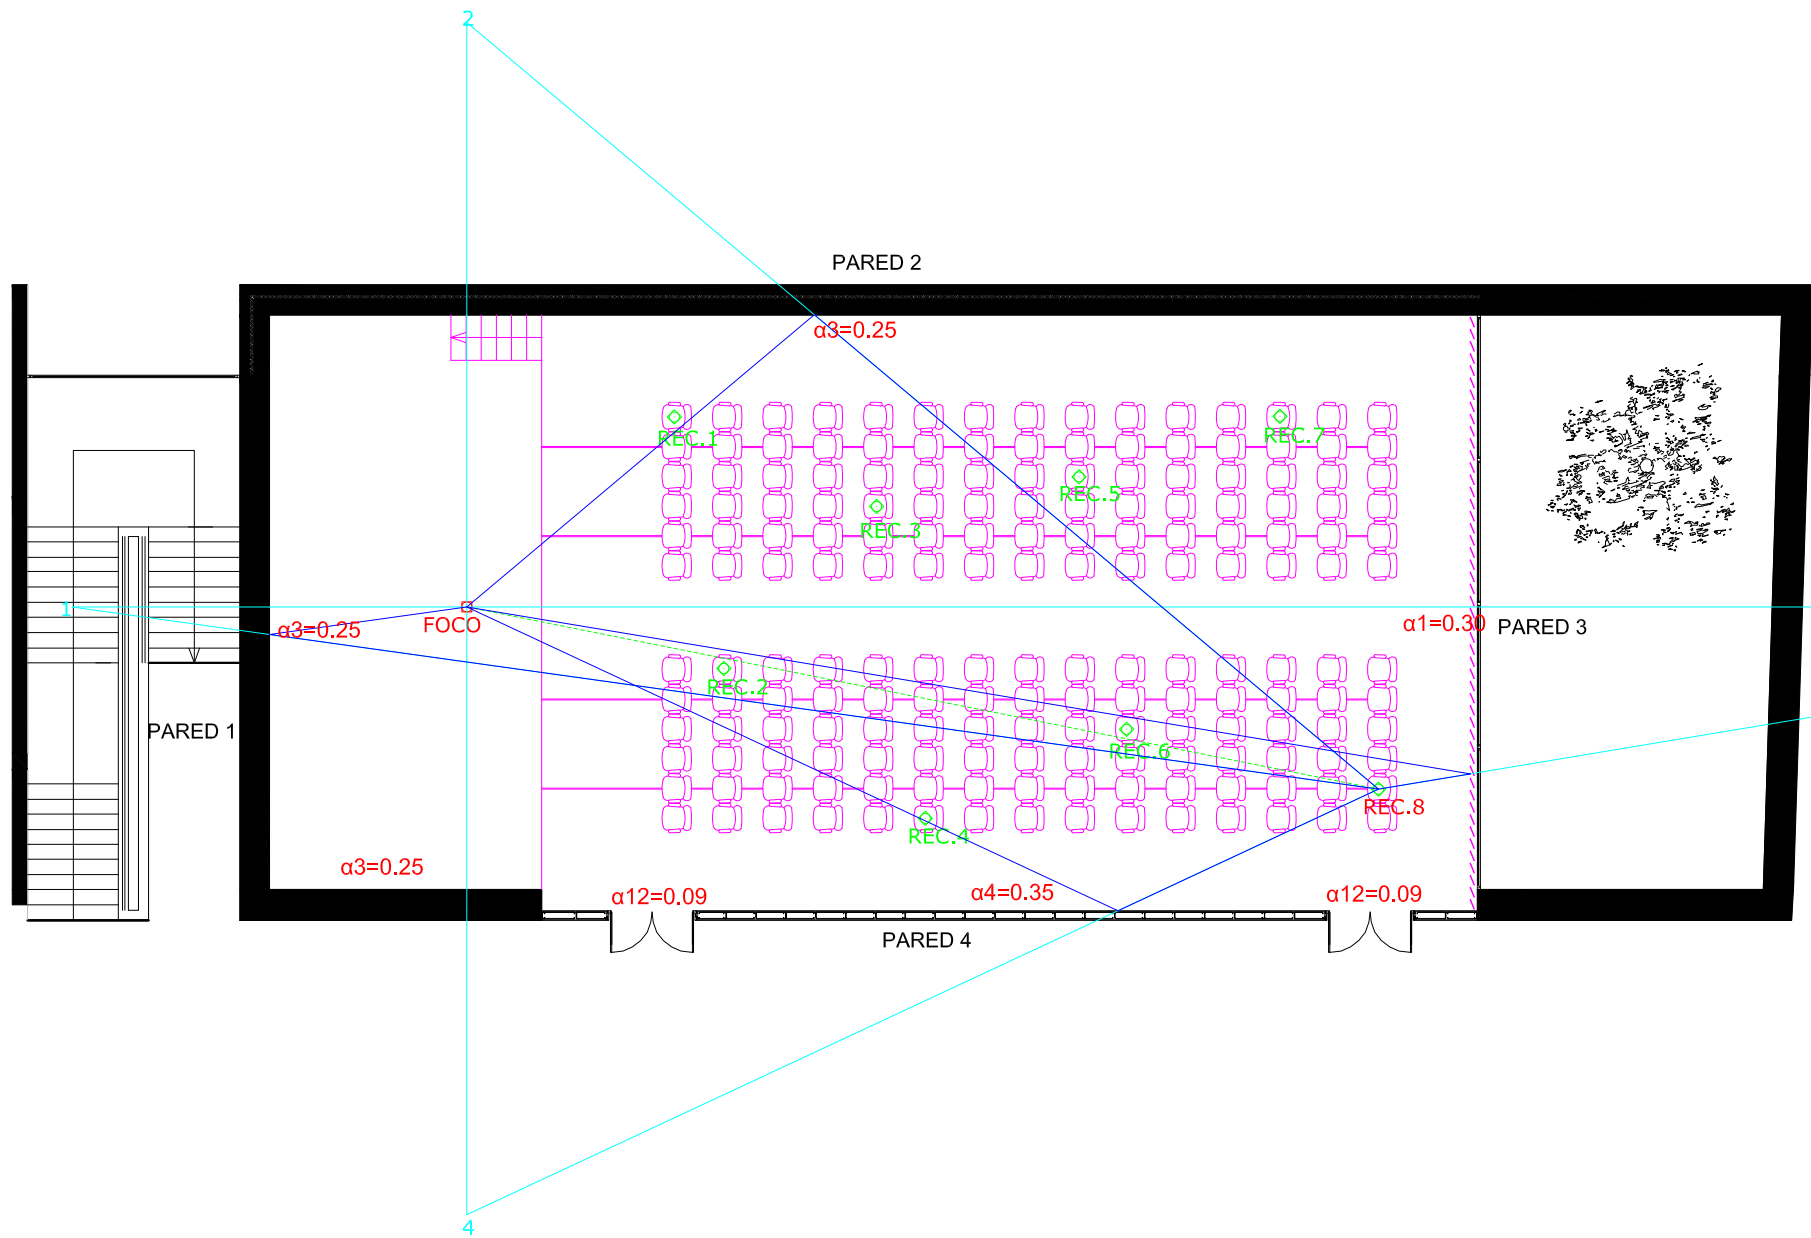 2
PARED 2
α3=0.25
REC.1
REC.7
REC.5
REC.3
1
FOCO
α3=0.25
α1=0.30
PARED 3
REC.2
PARED 1
REC.6
REC.8
REC.4
α3=0.25
α12=0.09
α4=0.35
α12=0.09
PARED 4
4